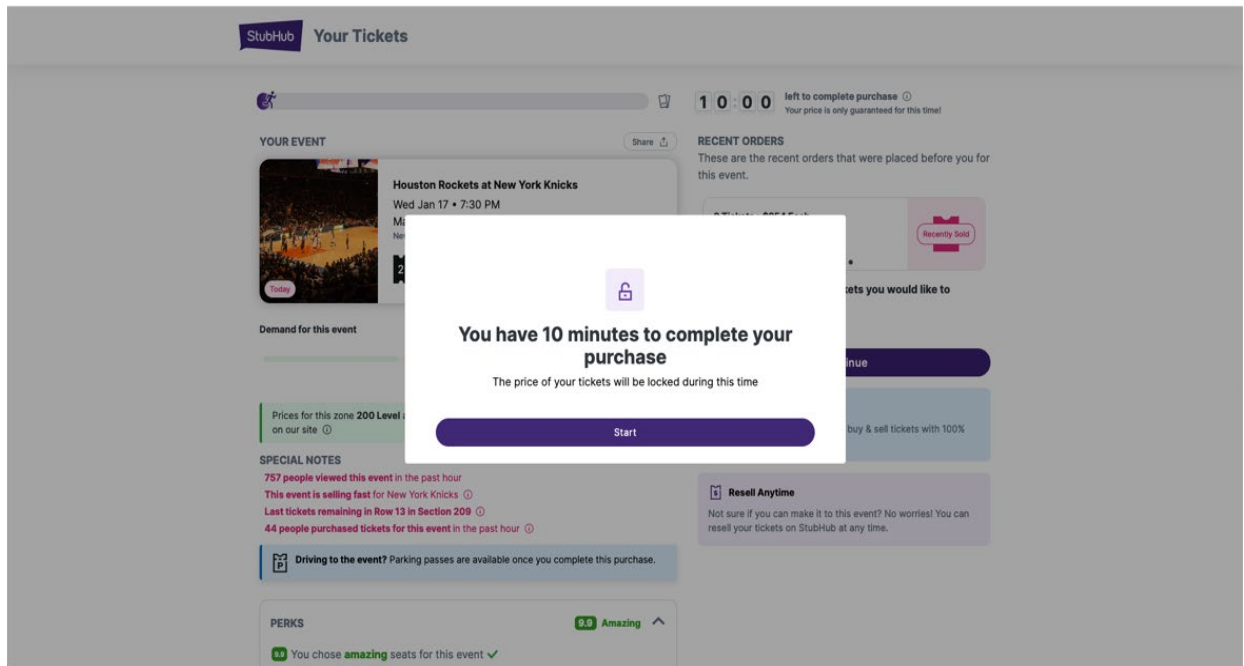 StubHub
Your Tickets
10:00
left to complete purchase
Your price is only guaranteed for this time!
YOUR EVENT
Share
Houston Rockets at New York Knicks
Wed Jan 17 • 7:30 PM
Today
Demand for this event
Prices for this zone 200 Level
on our site
SPECIAL NOTES
757 people viewed this event in the past hour
This event is selling fast for New York Knicks
Last tickets remaining in Row 13 in Section 209
44 people purchased tickets for this event in the past hour
Driving to the event? Parking passes are available once you complete this purchase.
PERKS
9.9 Amazing
9.9 You chose amazing seats for this event
RECENT ORDERS
These are the recent orders that were placed before you for
this event.
Recently Sold
you would like to
buy & sell tickets with 100%
Resell Anytime
Not sure if you can make it to this event? No worries! You can
resell your tickets on StubHub at any time.
You have 10 minutes to complete your
purchase
The price of your tickets will be locked during this time
Start